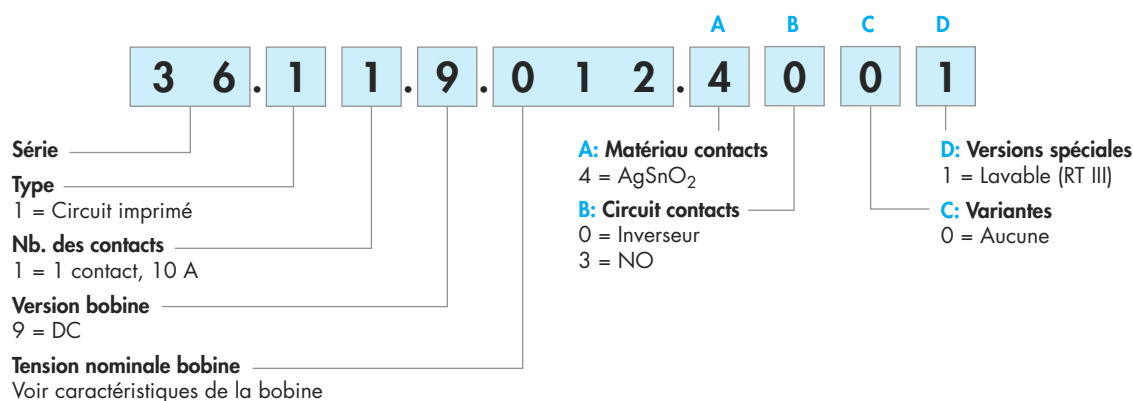 A B C D
3 6.1 1.9.0 1 2.4 0 0 1
Série
Type
1 = Circuit imprimé
Nb. des contacts
1 = 1 contact, 10 A
Version bobine
9 = DC
Tension nominale bobine
Voir caractéristiques de la bobine
A: Matériau contacts
4 = AgSnO2
B: Circuit contacts
0 = Inverseur
3 = NO
D: Versions spéciales
1 = Lavable (RT III)
C: Variantes
0 = Aucune